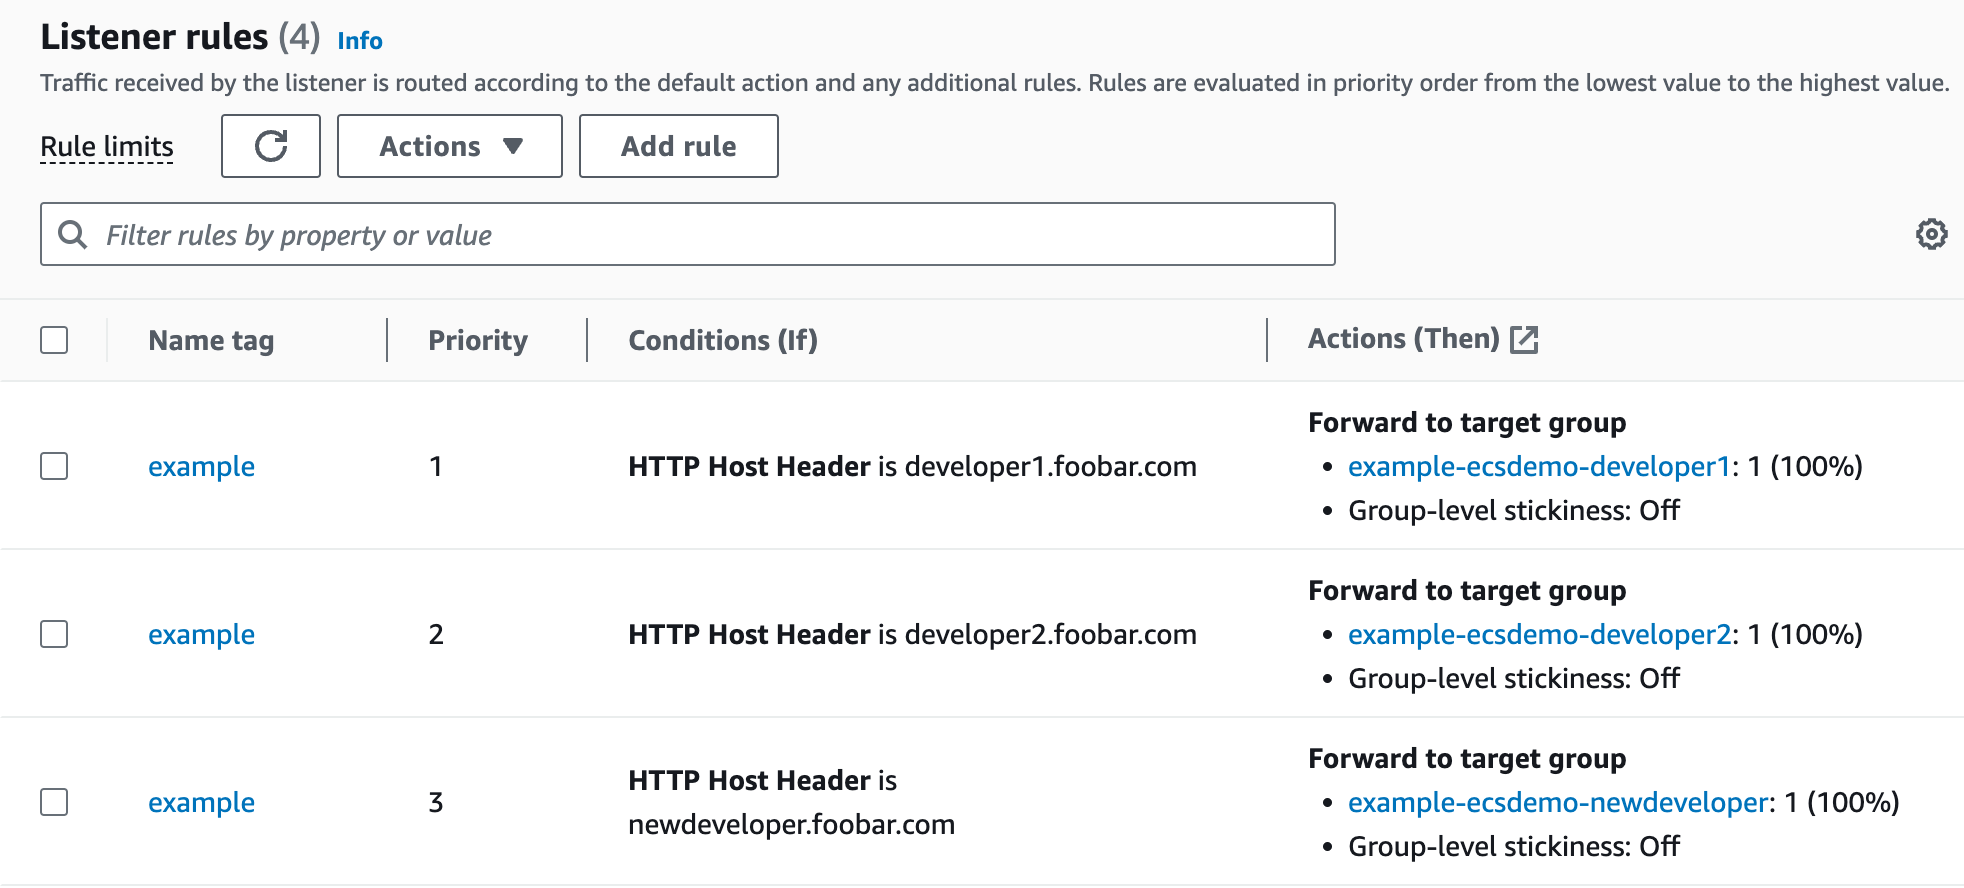 Listener rules (4) Info
Traffic received by the listener is routed according to the default action and any additional rules. Rules are evaluated in priority order from the lowest value to the highest value.
Rule limits Actions Add rule
Filter rules by property or value
Name tag Priority Conditions (If) Actions (Then)
Forward to target group
example 1 HTTP Host Header is developer1.foobar.com • example-ecsdemo-developer1: 1 (100%)
• Group-level stickiness: Off
Forward to target group
example 2 HTTP Host Header is developer2.foobar.com • example-ecsdemo-developer2: 1 (100%)
• Group-level stickiness: Off
Forward to target group
HTTP Host Header is
example 3 • example-ecsdemo-newdeveloper: 1 (100%)
newdeveloper.foobar.com
• Group-level stickiness: Off